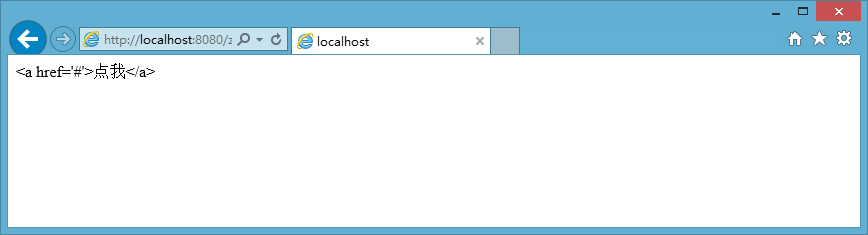 http://localhost:8080/z
localhost
<a href='#'>点我</a>